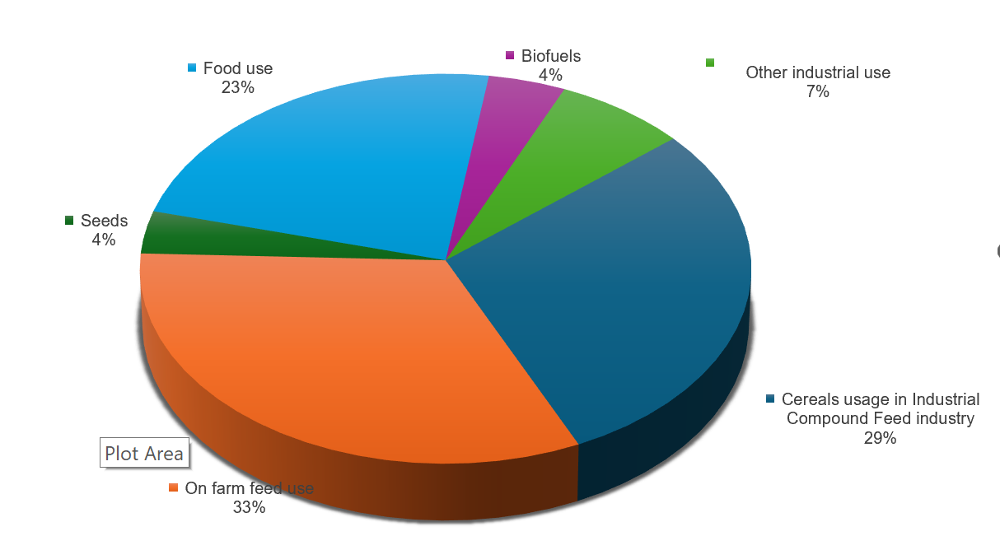 Food use
23%
Biofuels
4%
Other industrial use
7%
Seeds
4%
Cereals usage in Industrial
Compound Feed industry
29%
Plot Area
On farm feed use
33%